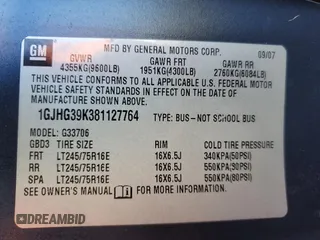 GM
MFD BY GENERAL MOTORS CORP. 09/07
GVWR GAWR FRT GAWR RR
4355KG(9600LB) 1951KG(4300LB) 2760KG(6084LB)
THIS VEHICLE CONFORMS TO ALL APPLICABLE U.S. FEDERAL MOTOR
VEHICLE SAFETY STANDARDS IN EFFECT ON THE DATE OF
MANUFACTURE SHOWN ABOVE.
1GJHG39K381127764 TYPE: BUS-NOT SCHOOL BUS
MODEL: G33706
GBD3 TIRE SIZE RIM COLD TIRE PRESSURE
FRT LT245/75R16E 16X6.5J 340KPA(50PSI)
RR LT245/75R16E 16X6.5J 550KPA(80PSI)
SPA LT245/75R16E 16X6.5J 550KPA(80PSI)
SEE OWNER'S MANUAL FOR ADDITIONAL INFORMATION.
DREAMBID